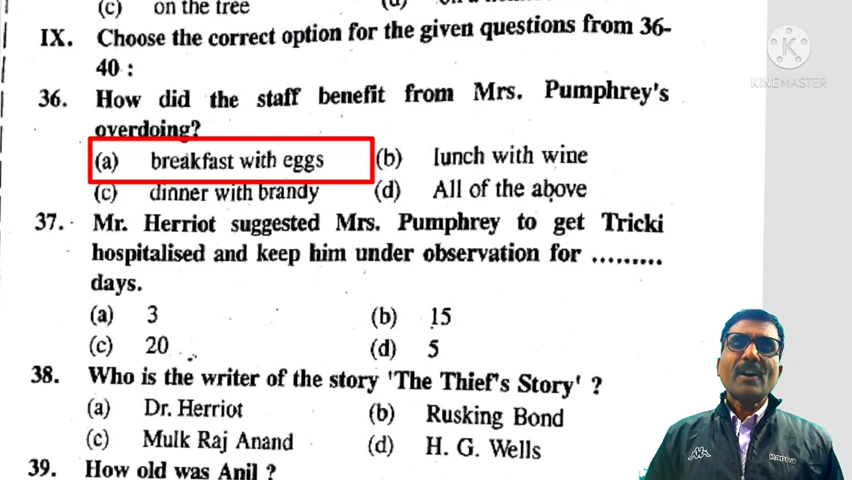 (c) on the tree (d)
IX. Choose the correct option for the given questions from 36-
40 :
36. How did the staff benefit from Mrs. Pumphrey's
overdoing?
(a) breakfast with eggs (b) lunch with wine
(c) dinner with brandy (d) All of the above
37. Mr. Herriot suggested Mrs. Pumphrey to get Tricki
hospitalised and keep him under observation for .........
days.
(a) 3 (b) 15
(c) 20 (d) 5
38. Who is the writer of the story 'The Thief's Story' ?
(a) Dr. Herriot (b) Rusking Bond
(c) Mulk Raj Anand (d) H. G. Wells
39. How old was Anil ?
KINEMASTER
Kappa